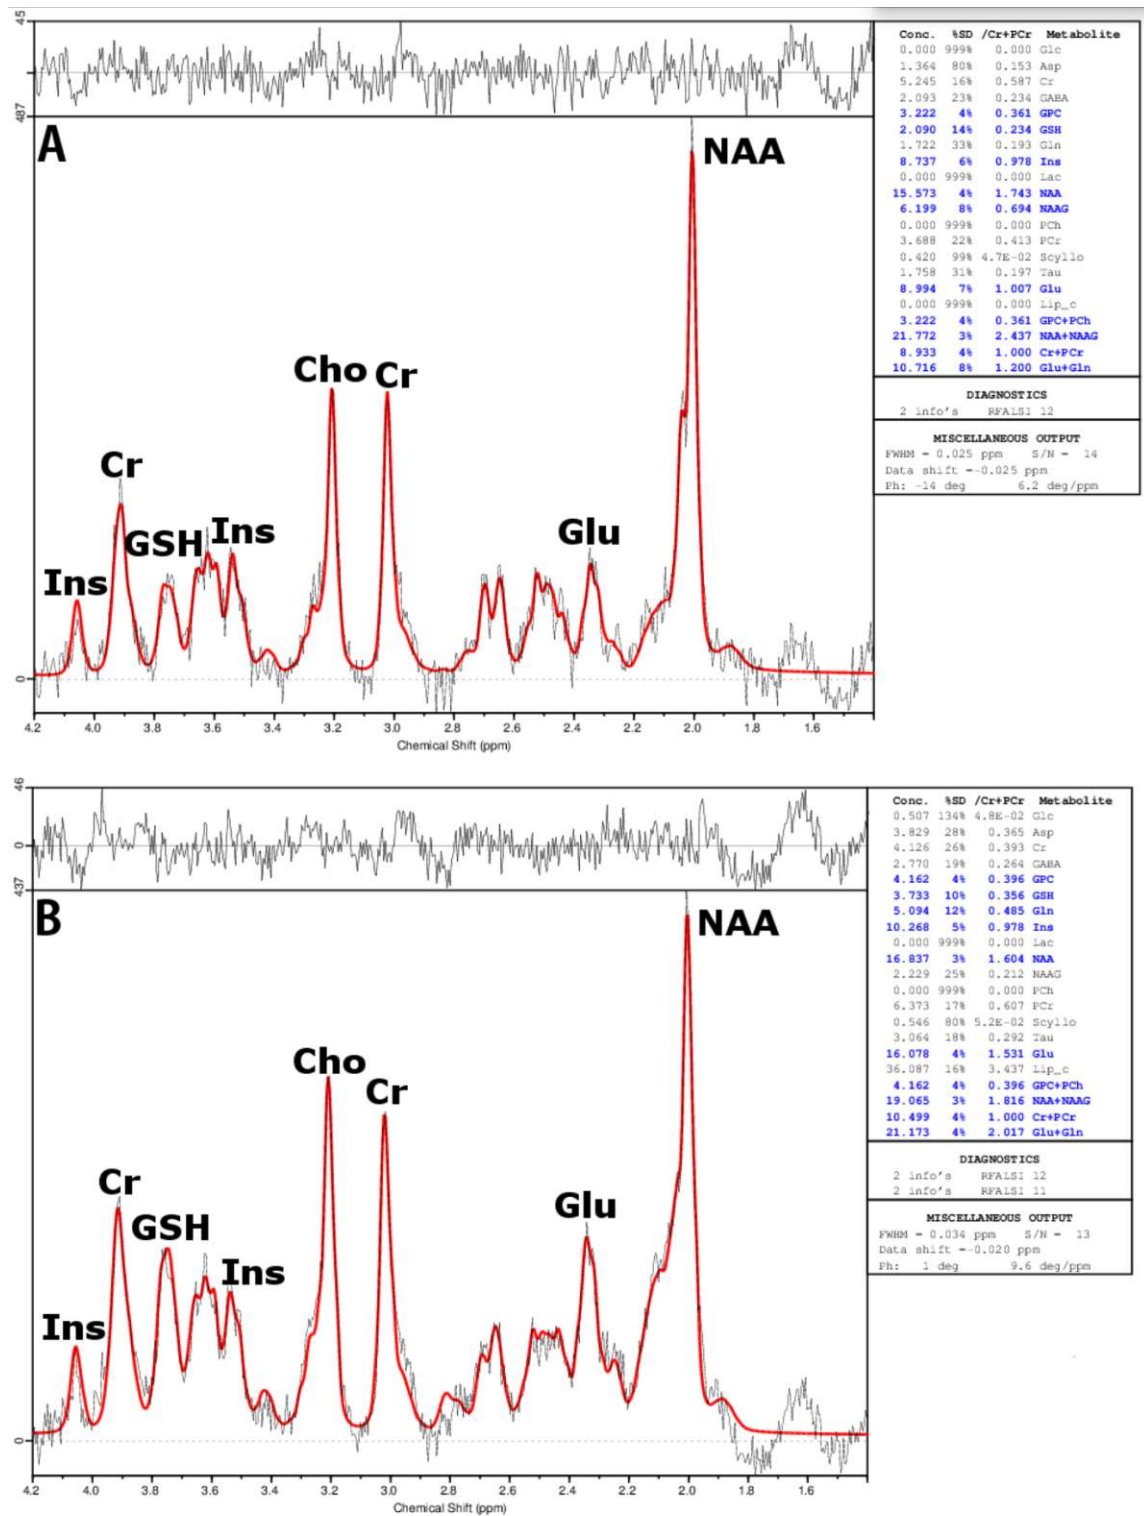 45
487
A
NAA
Cho Cr
Cr
GSH Ins
Ins
Glu
0
4.2 4.0 3.8 3.6 3.4 3.2 3.0 2.8 2.6 2.4 2.2 2.0 1.8 1.6
Chemical Shift (ppm)
Conc. %SD /Cr+PCr Metabolite
0.000 999% 0.000 Glc
1.364 80% 0.153 Asp
5.245 16% 0.587 Cr
2.093 23% 0.234 GABA
3.222 4% 0.361 GPC
2.090 14% 0.234 GSH
1.722 33% 0.193 Gln
8.737 6% 0.978 Ins
0.000 999% 0.000 Lac
15.573 4% 1.743 NAA
6.199 8% 0.694 NAAG
0.000 999% 0.000 PCh
3.688 22% 0.413 PCr
0.420 99% 4.7E-02 Scyllo
1.758 31% 0.197 Tau
8.994 7% 1.007 Glu
0.000 999% 0.000 Lip_c
3.222 4% 0.361 GPC+PCh
21.772 3% 2.437 NAA+NAAG
8.933 4% 1.000 Cr+PCr
10.716 8% 1.200 Glu+Gln
DIAGNOSTICS
2 info's RFALSI 12
MISCELLANEOUS OUTPUT
FWHM = 0.025 ppm S/N = 14
Data shift =-0.025 ppm
Ph: -14 deg 6.2 deg/ppm
46
0
437
B
NAA
Cho
Cr
Cr
GSH
Ins
Ins
Glu
0
4.2 4.0 3.8 3.6 3.4 3.2 3.0 2.8 2.6 2.4 2.2 2.0 1.8 1.6
Chemical Shift (ppm)
Conc. %SD /Cr+PCr Metabolite
0.507 134% 4.8E-02 Glc
3.829 28% 0.365 Asp
4.126 26% 0.393 Cr
2.770 19% 0.264 GABA
4.162 4% 0.396 GPC
3.733 10% 0.356 GSH
5.094 12% 0.485 Gln
10.268 5% 0.978 Ins
0.000 999% 0.000 Lac
16.837 3% 1.604 NAA
2.229 25% 0.212 NAAG
0.000 999% 0.000 PCh
6.373 17% 0.607 PCr
0.546 80% 5.2E-02 Scyllo
3.064 18% 0.292 Tau
16.078 4% 1.531 Glu
36.087 16% 3.437 Lip_c
4.162 4% 0.396 GPC+PCh
19.065 3% 1.816 NAA+NAAG
10.499 4% 1.000 Cr+PCr
21.173 4% 2.017 Glu+Gln
DIAGNOSTICS
2 info's RFALSI 12
2 info's RFALSI 11
MISCELLANEOUS OUTPUT
FWHM = 0.034 ppm S/N = 13
Data shift =-0.020 ppm
Ph: 1 deg 9.6 deg/ppm